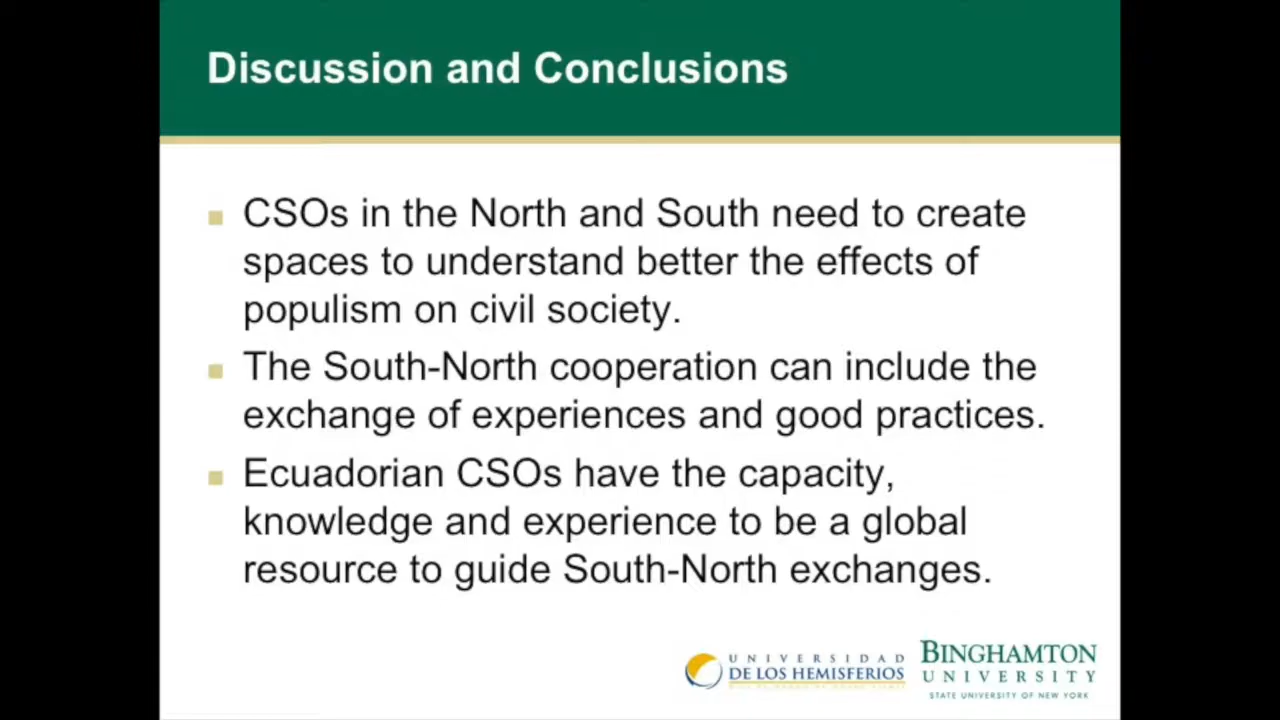 Discussion and Conclusions
CSOs in the North and South need to create
spaces to understand better the effects of
populism on civil society.
The South-North cooperation can include the
exchange of experiences and good practices.
Ecuadorian CSOs have the capacity,
knowledge and experience to be a global
resource to guide South-North exchanges.
UNIVERSIDAD
DE LOS HEMISFERIOS
BINGHAMTON
UNIVERSITY
STATE UNIVERSITY OF NEW YORK